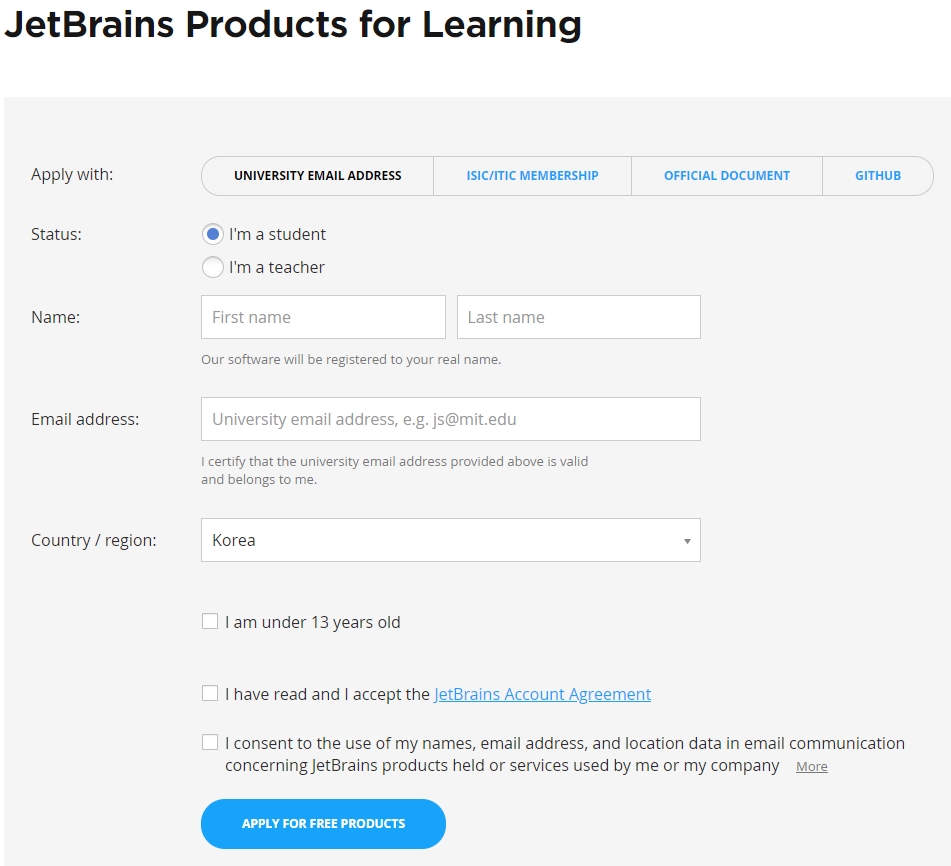 JetBrains Products for Learning
Apply with: UNIVERSITY EMAIL ADDRESS ISIC/ITIC MEMBERSHIP OFFICIAL DOCUMENT GITHUB
Status: I'm a student
I'm a teacher
Name: First name Last name
Our software will be registered to your real name.
Email address: University email address, e.g. js@mit.edu
I certify that the university email address provided above is valid
and belongs to me.
Country / region: Korea
I am under 13 years old
I have read and I accept the JetBrains Account Agreement
I consent to the use of my names, email address, and location data in email communication
concerning JetBrains products held or services used by me or my company More
APPLY FOR FREE PRODUCTS